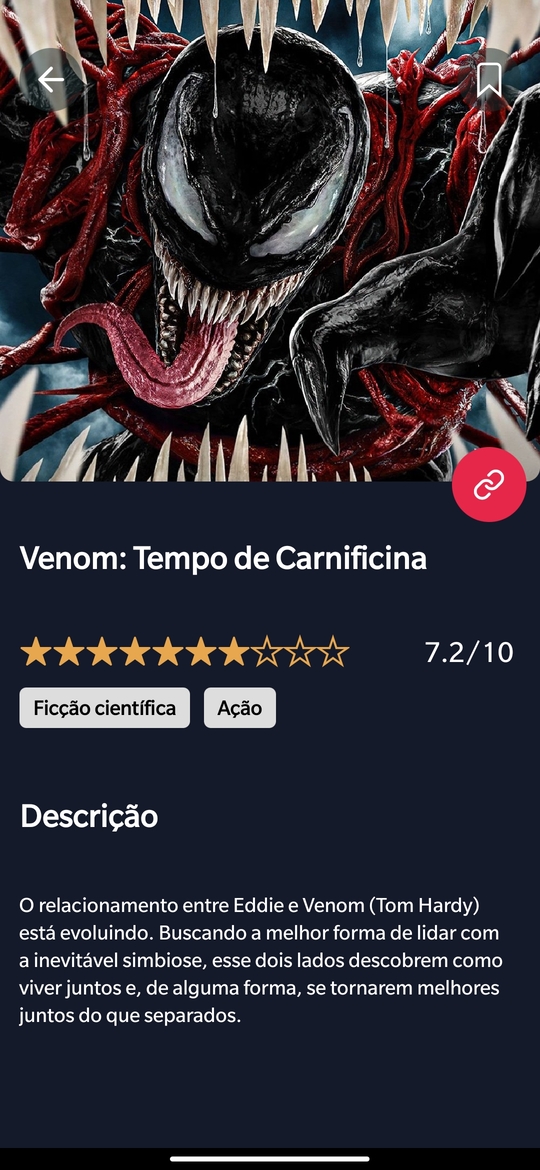 Venom: Tempo de Carnificina
7.2/10
Ficção científica
Ação
Descrição
O relacionamento entre Eddie e Venom (Tom Hardy)
está evoluindo. Buscando a melhor forma de lidar com
a inevitável simbiose, esse dois lados descobrem como
viver juntos e, de alguma forma, se tornarem melhores
juntos do que separados.